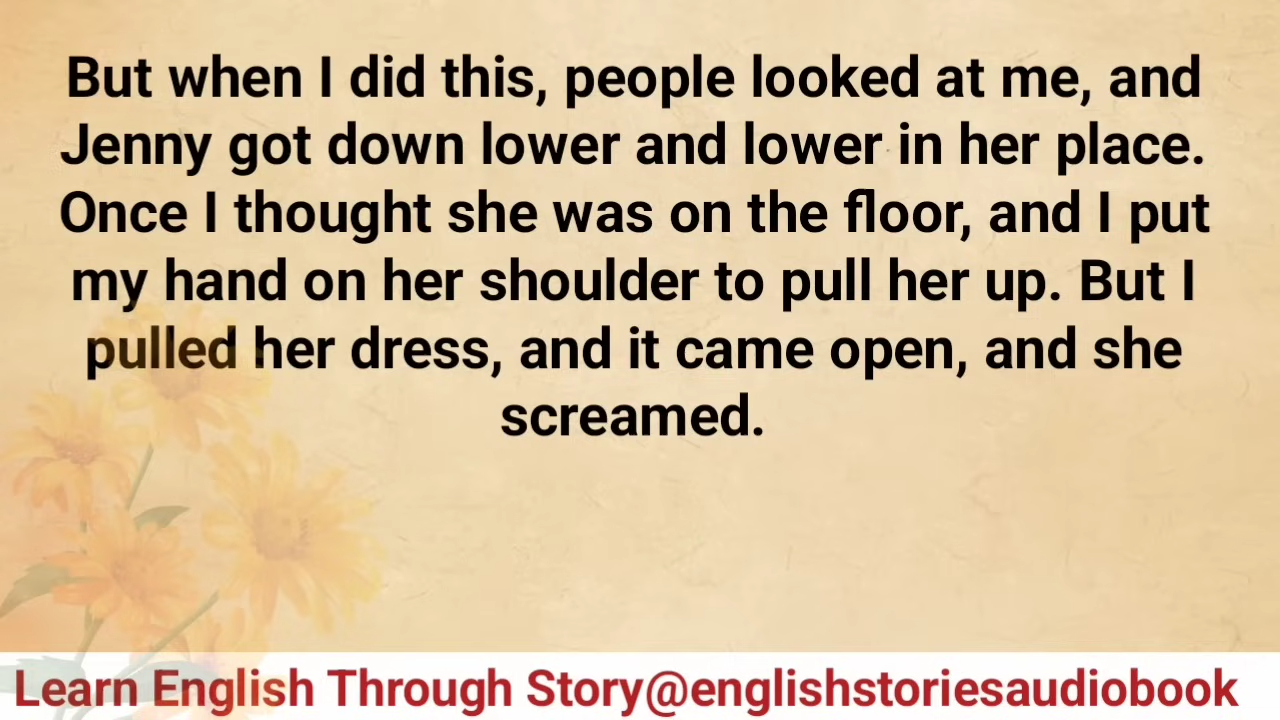 But when I did this, people looked at me, and
Jenny got down lower and lower in her place.
Once I thought she was on the floor, and I put
my hand on her shoulder to pull her up. But I
pulled her dress, and it came open, and she
screamed.
Learn English Through Story@englishstoriesaudiobook